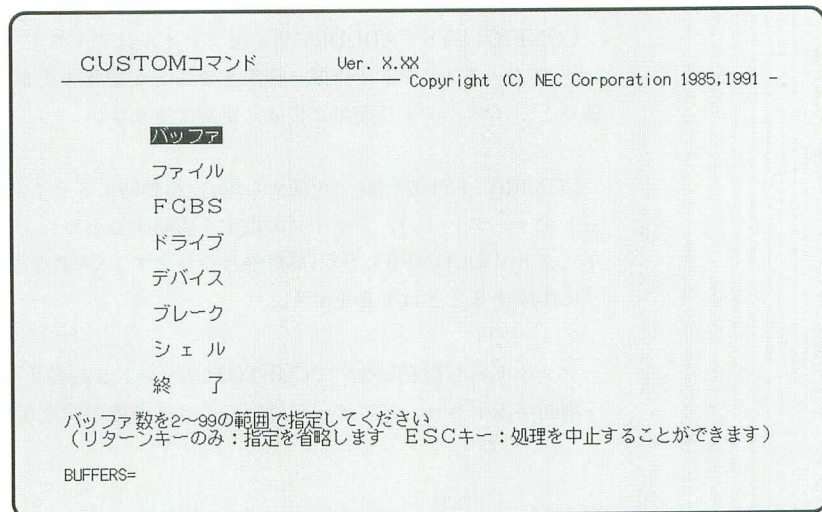 CUSTOMコマンド Ver. X.XX
Copyright (C) NEC Corporation 1985,1991 -
バッファ
ファイル
FCBS
ドライブ
デバイス
ブレーク
シェル
終 了
バッファ数を2～99の範囲で指定してください
(リターンキーのみ：指定を省略します ESCキー：処理を中止することができます)
BUFFERS=